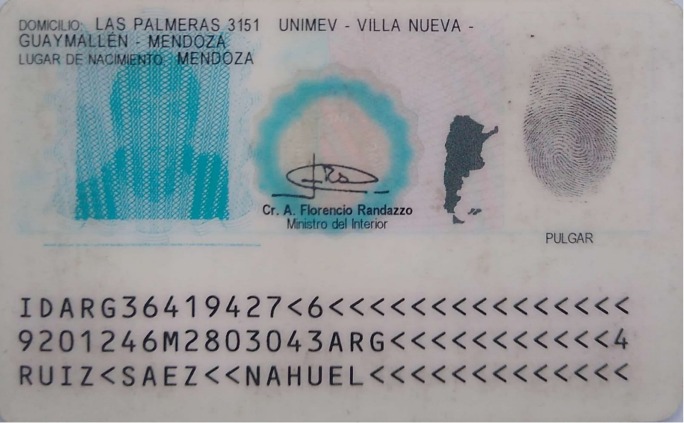 DOMICILIO: LAS PALMERAS 3151 UNIMEV - VILLA NUEVA -
GUAYMALLÉN - MENDOZA
LUGAR DE NACIMIENTO: MENDOZA
Cr. A. Florencio Randazzo
Ministro del Interior
PULGAR
IDARG36419427<6<<<<<<<<<<<<<<<
9201246M2803043ARG<<<<<<<<<<<4
RUIZ<SAEZ<<NAHUEL<<<<<<<<<<<<<